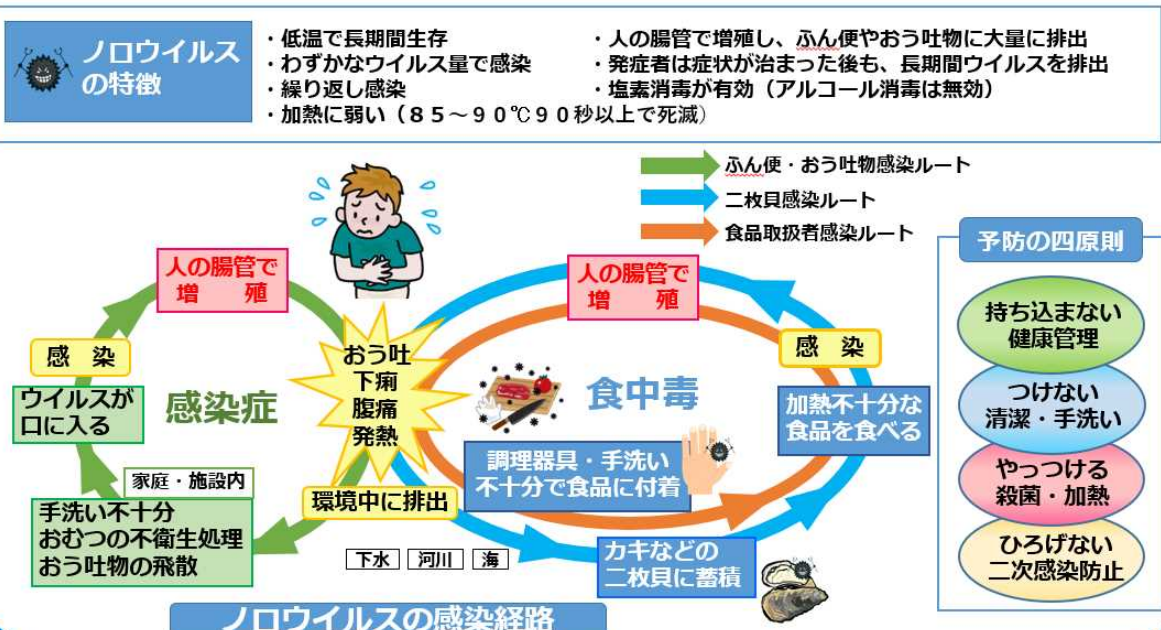 ノロウイルス
の特徴
・低温で長期間生存
・わずかなウイルス量で感染
・繰り返し感染
・加熱に弱い（８５～９０℃９０秒以上で死滅）
・人の腸管で増殖し、ふん便やおう吐物に大量に排出
・発症者は症状が治まった後も、長期間ウイルスを排出
・塩素消毒が有効（アルコール消毒は無効）
ふん便・おう吐物感染ルート
二枚貝感染ルート
食品取扱者感染ルート
人の腸管で
増　殖
感　染
ウイルスが
口に入る
感染症
家庭・施設内
手洗い不十分
おむつの不衛生処理
おう吐物の飛散
おう吐
下痢
腹痛
発熱
環境中に排出
下水
河川
海
人の腸管で
増　殖
感　染
食中毒
加熱不十分な
食品を食べる
調理器具・手洗い
不十分で食品に付着
カキなどの
二枚貝に蓄積
予防の四原則
持ち込まない
健康管理
つけない
清潔・手洗い
やっつける
殺菌・加熱
ひろげない
二次感染防止
ノロウイルスの感染経路